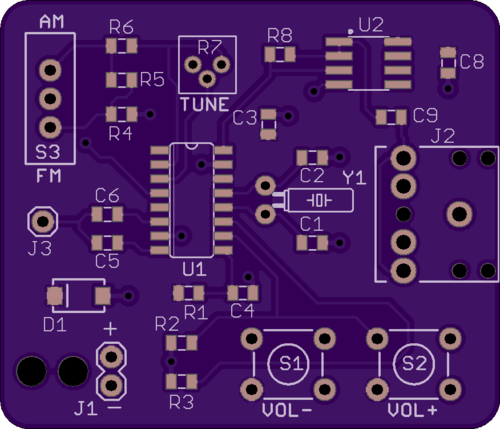 AM
R6
R7
R8
U2
R5
C8
TUNE
R4
C3
C9
S3
J2
FM
C2
Y1
C6
J3
C1
C5
U1
D1
R1
C4
+
R2
S1
S2
R3
J1
-
VOL-
VOL+